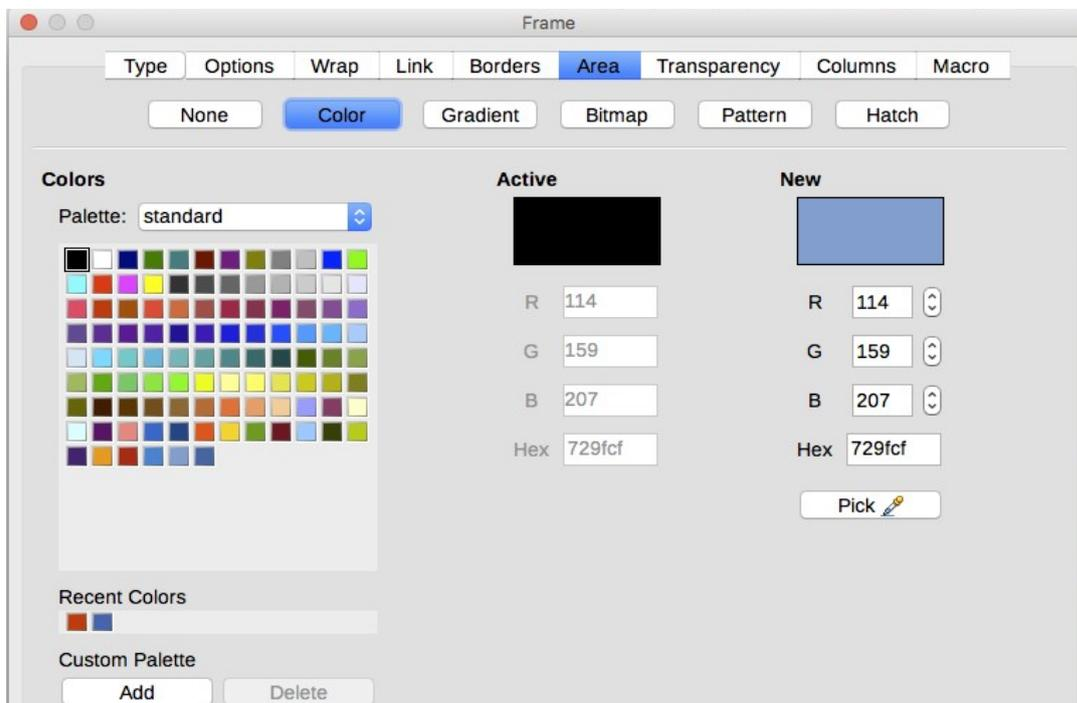 Frame
Type Options Wrap Link Borders Area Transparency Columns Macro
None Color Gradient Bitmap Pattern Hatch
Colors
Palette: standard
Active
R 114
G 159
B 207
Hex 729fcf
New
R 114
G 159
B 207
Hex 729fcf
Pick
Recent Colors
Custom Palette
Add Delete